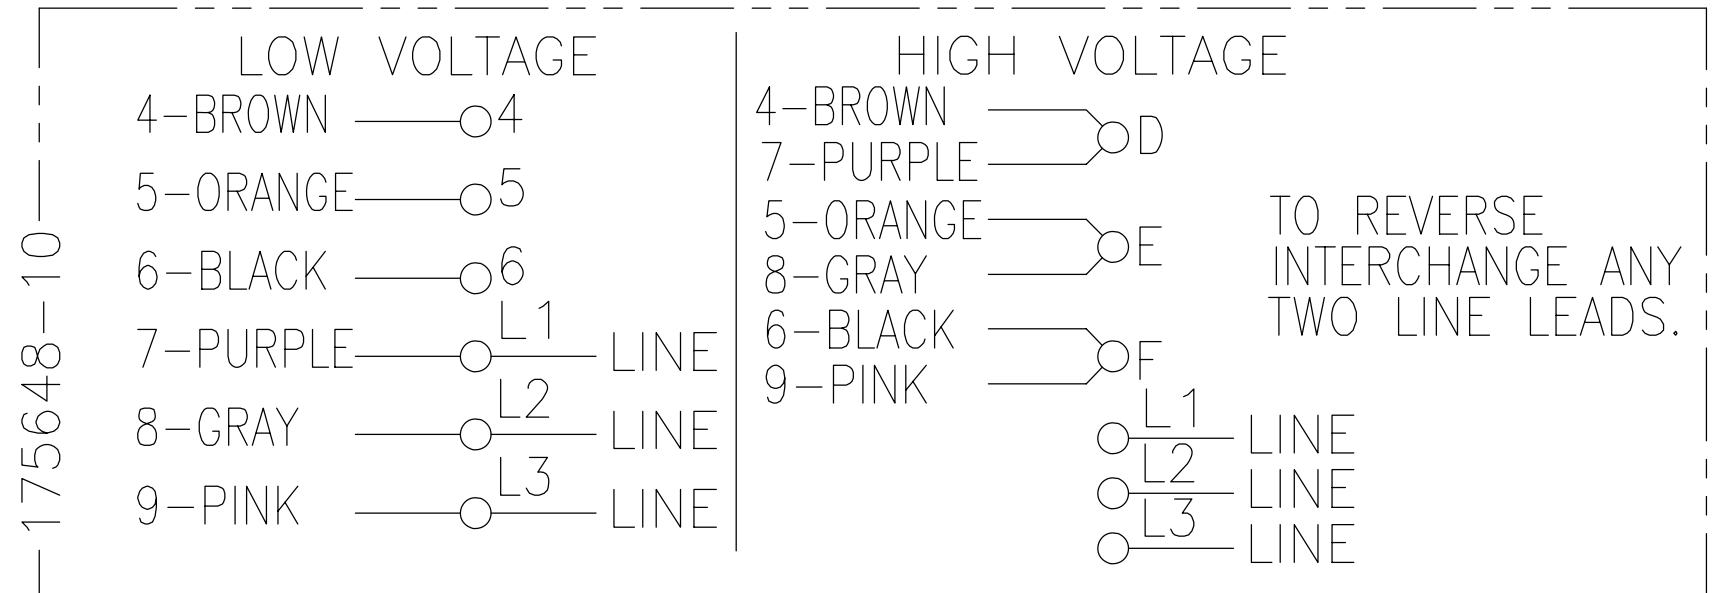 LOW VOLTAGE
4-BROWN 4
5-ORANGE 5
6-BLACK 6
7-PURPLE L1 LINE
8-GRAY L2 LINE
9-PINK L3 LINE
HIGH VOLTAGE
4-BROWN
7-PURPLE
D
5-ORANGE
8-GRAY
E
6-BLACK
9-PINK
F
L1 LINE
L2 LINE
L3 LINE
TO REVERSE
INTERCHANGE ANY
TWO LINE LEADS.
175648-10